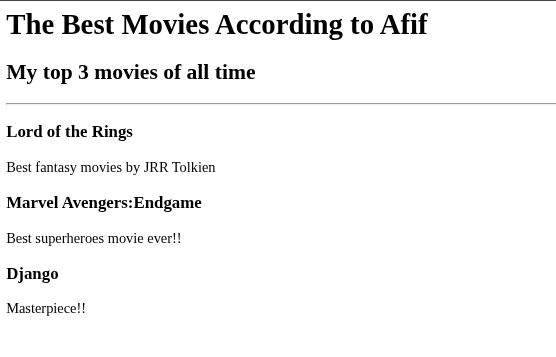 The Best Movies According to Afif
My top 3 movies of all time
Lord of the Rings
Best fantasy movies by JRR Tolkien
Marvel Avengers:Endgame
Best superheroes movie ever!!
Django
Masterpiece!!